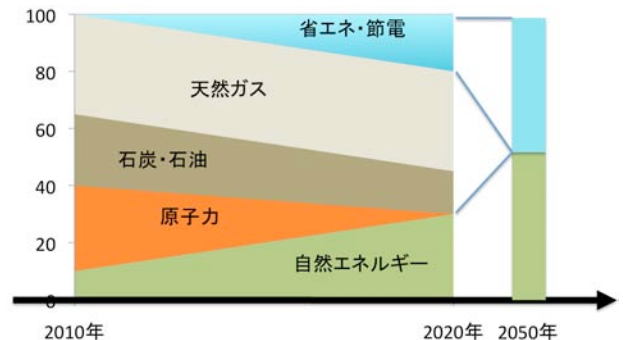 100
80
60
40
20
0
省エネ・節電
天然ガス
石炭・石油
原子力
自然エネルギー
2010年
2020年
2050年